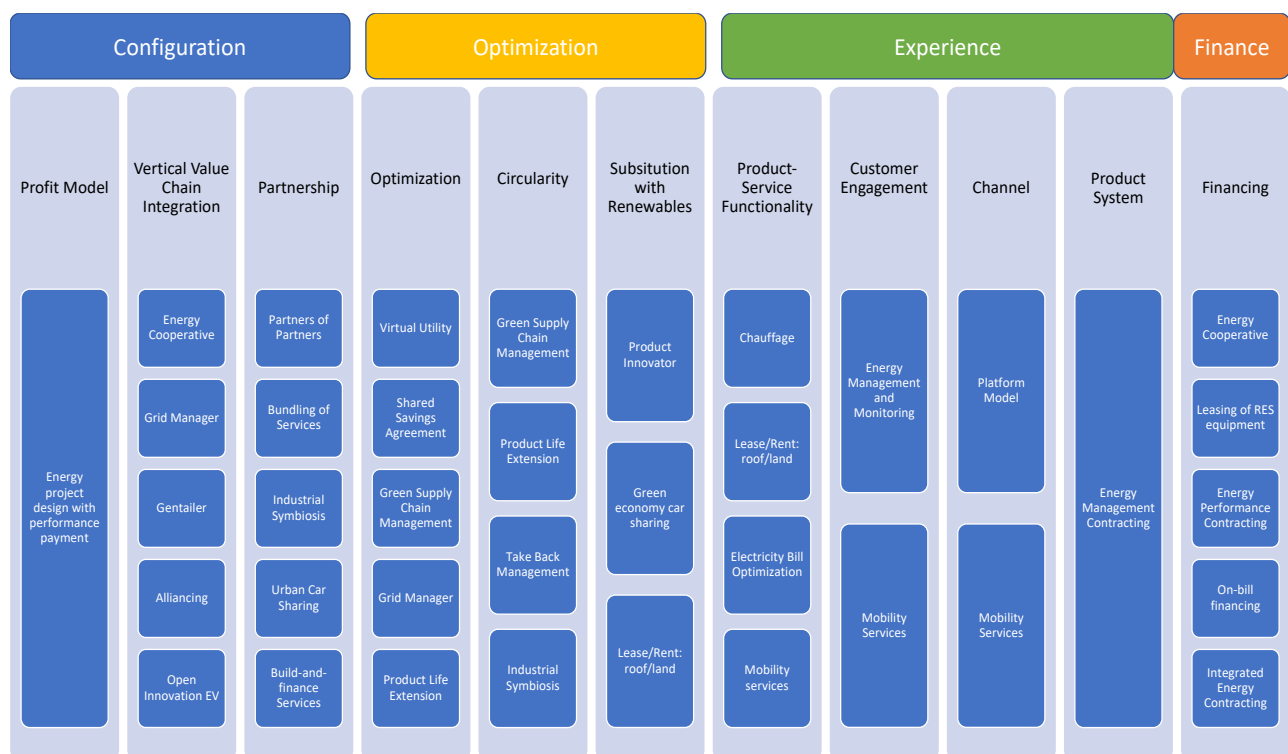 Configuration
Optimization
Experience
Finance
Profit Model
Vertical Value
Chain
Integration
Partnership
Optimization
Circularity
Subsitution
with
Renewables
Product-
Service
Functionality
Customer
Engagement
Channel
Product
System
Financing
Energy
project
design with
performance
payment
Energy
Cooperative
Grid Manager
Gentailer
Alliancing
Open
Innovation EV
Partners of
Partners
Bundling of
Services
Industrial
Symbiosis
Urban Car
Sharing
Build-and-
finance
Services
Virtual Utility
Shared
Savings
Agreement
Green Supply
Chain
Management
Grid Manager
Product Life
Extension
Green Supply
Chain
Management
Product Life
Extension
Take Back
Management
Industrial
Symbiosis
Product
Innovator
Green
economy car
sharing
Lease/Rent:
roof/land
Chauffage
Lease/Rent:
roof/land
Electricity Bill
Optimization
Mobility
services
Energy
Management
and
Monitoring
Mobility
Services
Platform
Model
Mobility
Services
Energy
Management
Contracting
Energy
Cooperative
Leasing of RES
equipment
Energy
Performance
Contracting
On-bill
financing
Integrated
Energy
Contracting